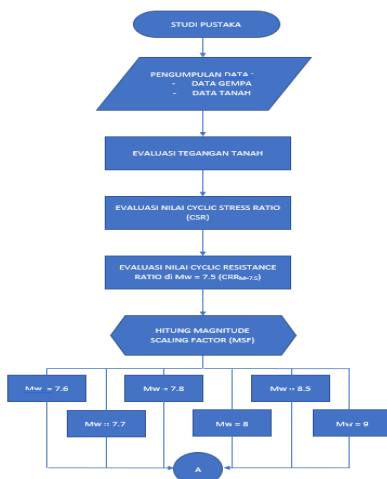 STUDI PUSTAKA
PENGUMPULAN DATA :
- DATA GEMPA
- DATA TANAH
EVALUASI TEGANGAN TANAH
EVALUASI NILAI CYCLIC STRESS RATIO
(CSR)
EVALUASI NILAI CYCLIC RESISTANCE
RATIO di Mw = 7.5 (CRRM=7.5)
HITUNG MAGNITUDE
SCALING FACTOR (MSF)
Mw = 7.6
Mw = 7.8
Mw = 8.5
Mw = 7.7
Mw = 8
Mw = 9
A